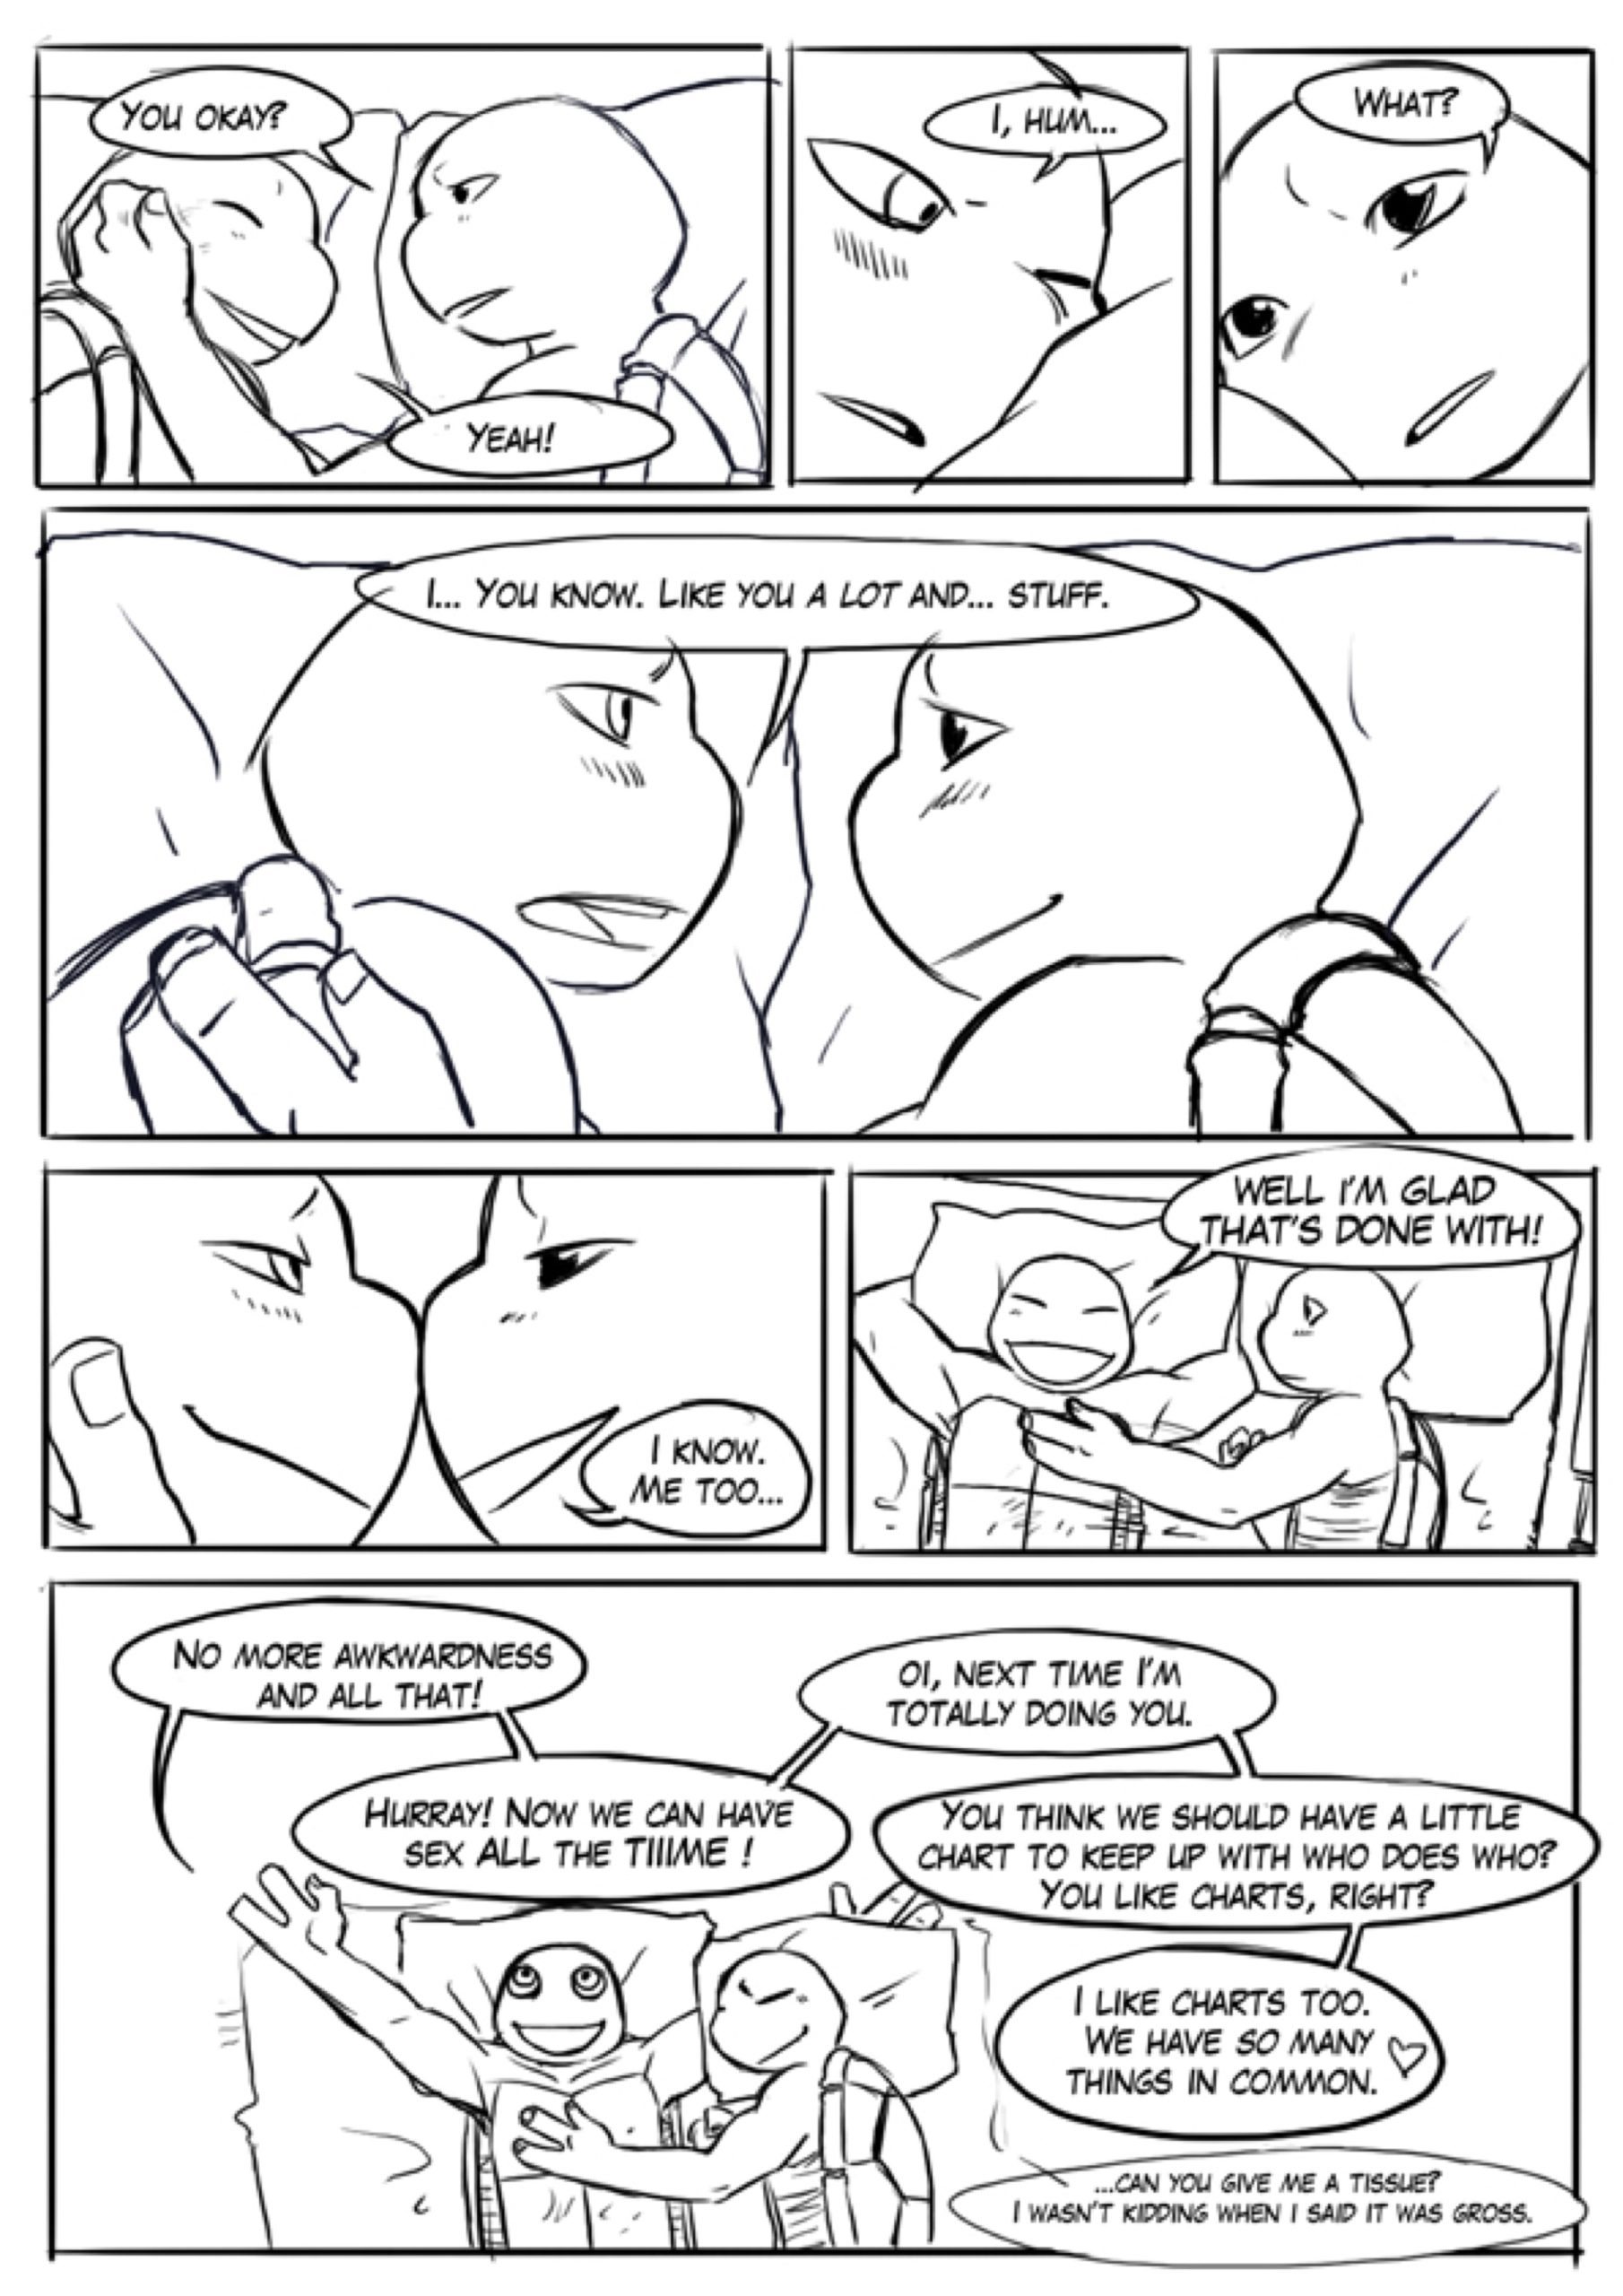 YOU OKAY?
YEAH!
I, HUM...
WHAT?
I... YOU KNOW. LIKE YOU A LOT AND... STUFF.
I KNOW.
ME TOO...
WELL I'M GLAD
THAT'S DONE WITH!
NO MORE AWKWARDNESS
AND ALL THAT!
HURRAY! NOW WE CAN HAVE
SEX ALL THE TIIIME !
OI, NEXT TIME I'M
TOTALLY DOING YOU.
YOU THINK WE SHOULD HAVE A LITTLE
CHART TO KEEP UP WITH WHO DOES WHO?
YOU LIKE CHARTS, RIGHT?
I LIKE CHARTS TOO.
WE HAVE SO MANY
THINGS IN COMMON.
...CAN YOU GIVE ME A TISSUE?
I WASN'T KIDDING WHEN I SAID IT WAS GROSS.